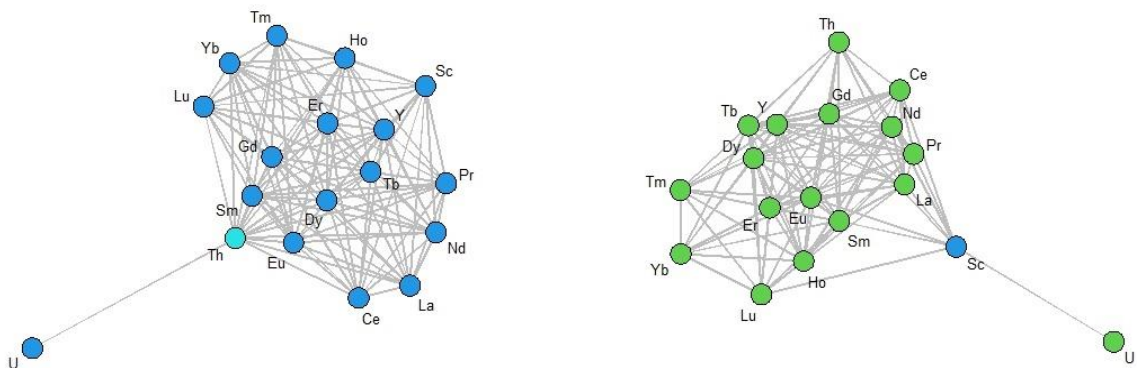 Tm
Yb
Ho
Sc
Lu
Er
Y
Gd
Tb
Pr
Sm
Dy
Th
Eu
Nd
La
Ce
U
Th
Ce
Gd
Tb
Y
Nd
Dy
Pr
Tm
La
Er
Eu
Sm
Yb
Ho
Sc
Lu
U